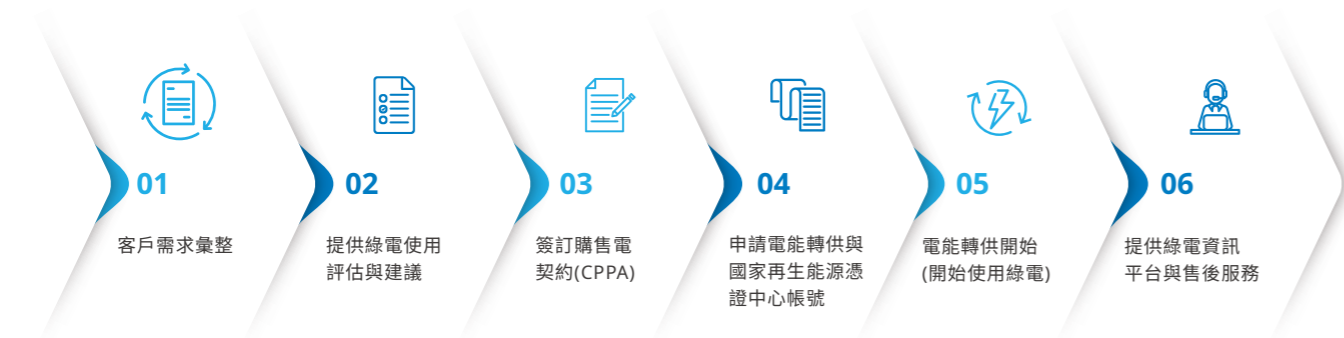 01
客戶需求彙整
02
提供綠電使用
評估與建議
03
簽訂購售電
契約(CPPA)
04
申請電能轉供與
國家再生能源憑
證中心帳號
05
電能轉供開始
(開始使用綠電)
06
提供綠電資訊
平台與售後服務